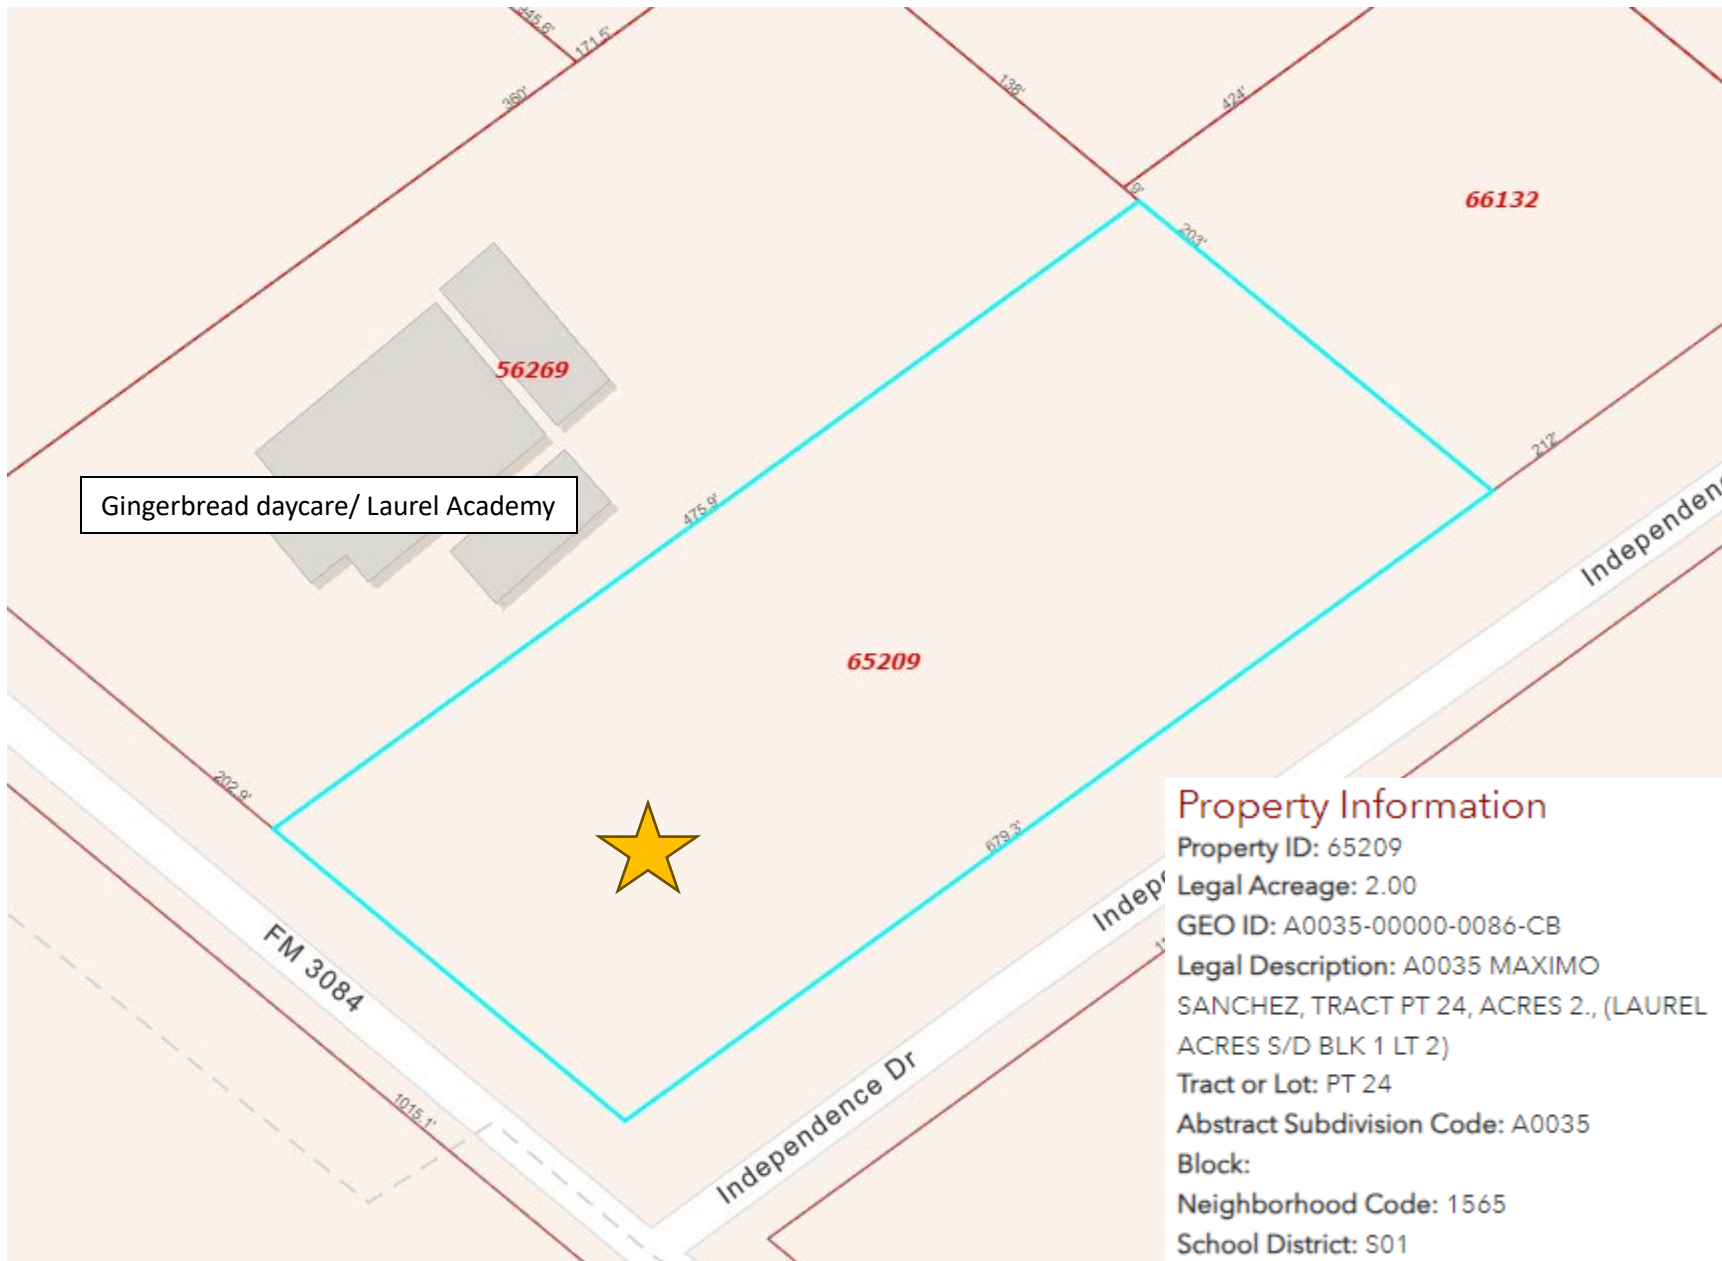 345.6'
171.5'
360'
138'
424'
9'
66132
203'
56269
212'
Gingerbread daycare/ Laurel Academy
475.9'
Independenc
65209
202.9'
679.3'
Indepe
FM 3084
1015.1'
Independence Dr
Property Information
Property ID: 65209
Legal Acreage: 2.00
GEO ID: A0035-00000-0086-CB
Legal Description: A0035 MAXIMO
SANCHEZ, TRACT PT 24, ACRES 2., (LAUREL
ACRES S/D BLK 1 LT 2)
Tract or Lot: PT 24
Abstract Subdivision Code: A0035
Block:
Neighborhood Code: 1565
School District: S01